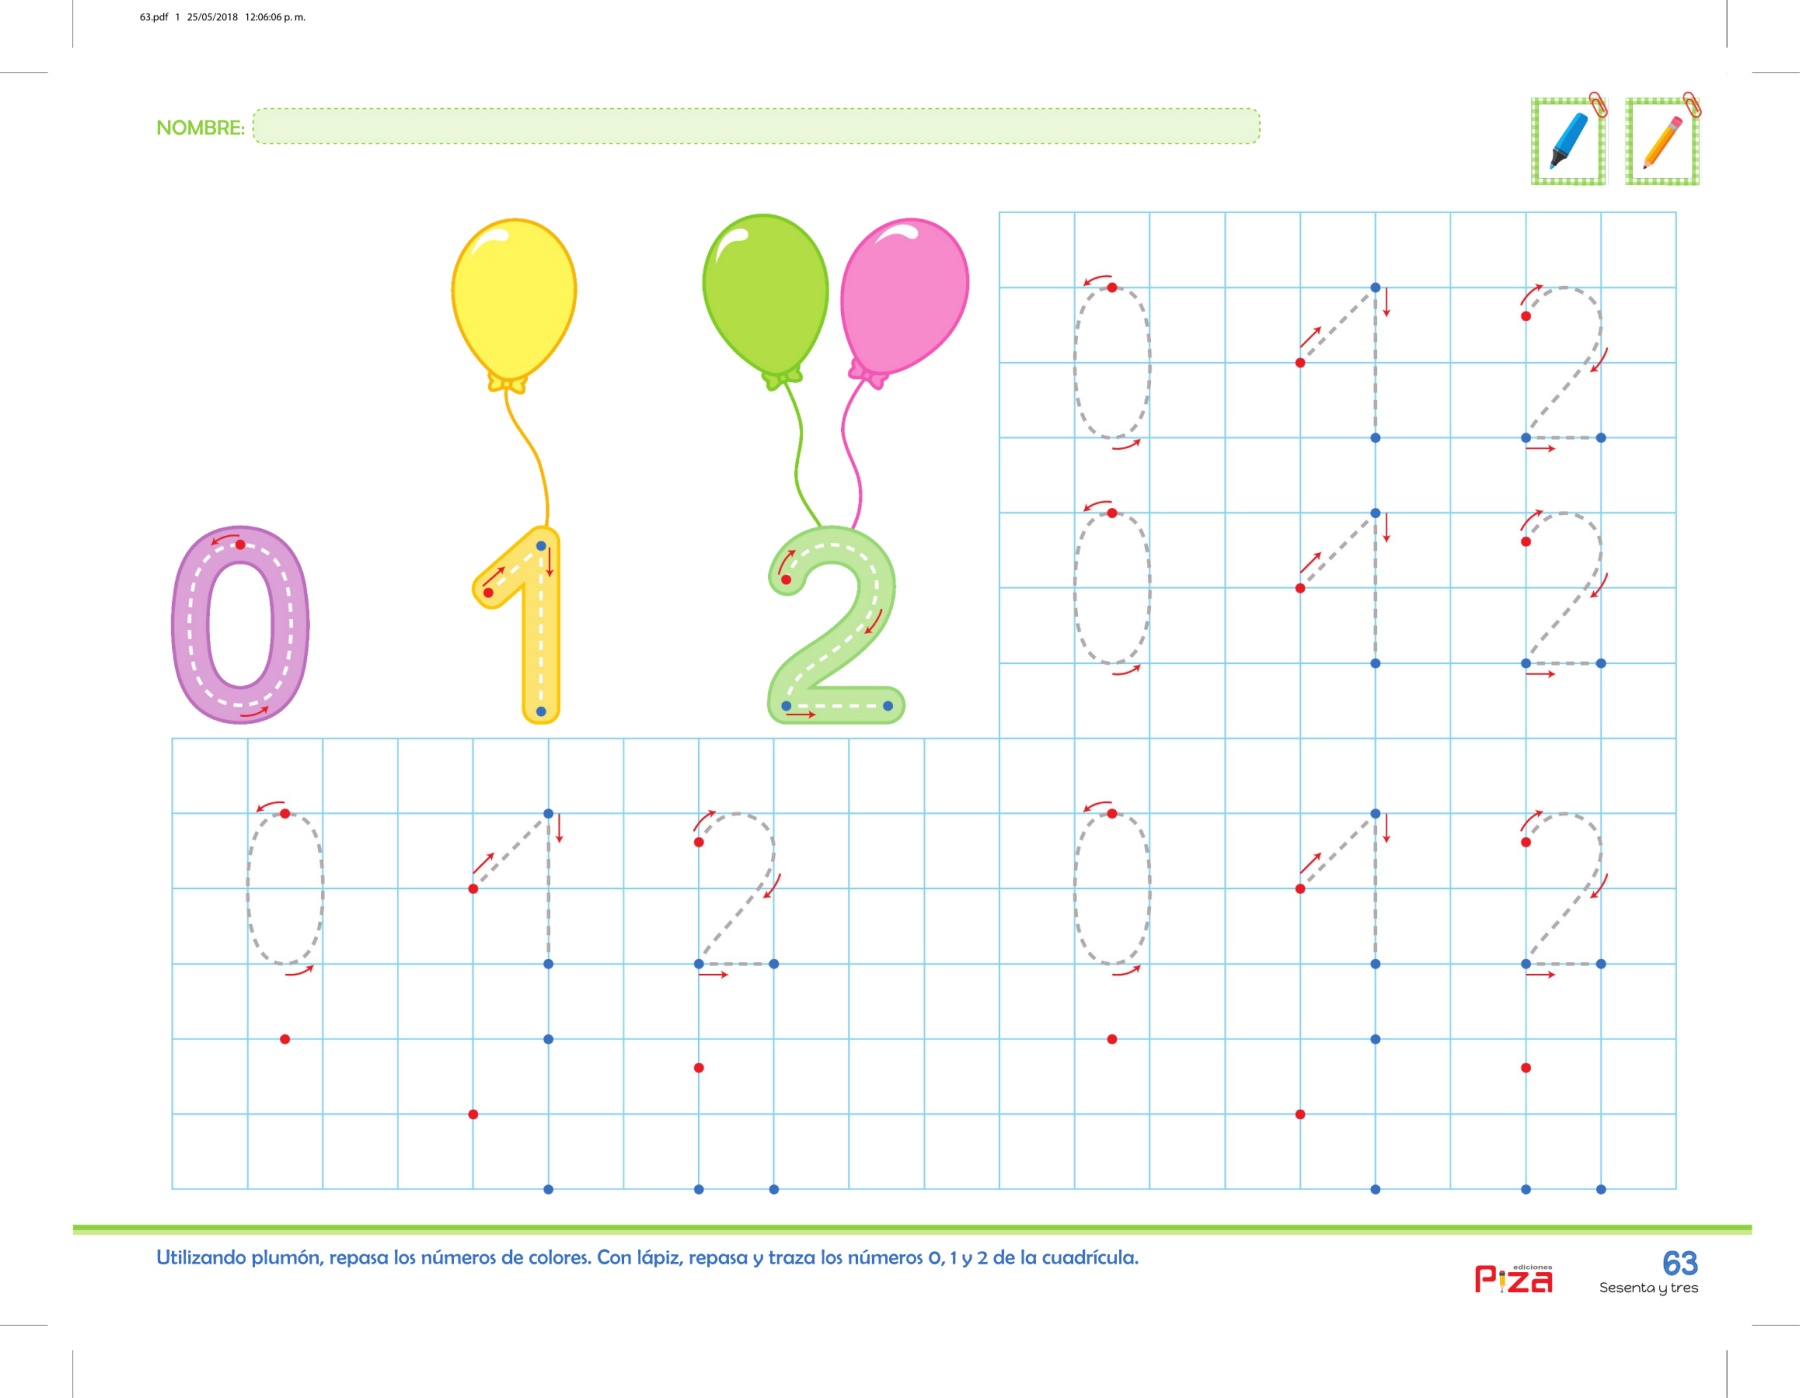 63.pdf 1 25/05/2018 12:06:06 p. m.
NOMBRE:
0 1 2
0 1 2
0 1 2
0 1 2 0 1 2
Utilizando plumón, repasa los números de colores. Con lápiz, repasa y traza los números 0, 1 y 2 de la cuadrícula.
ediciones
Piza
63
Sesenta y tres